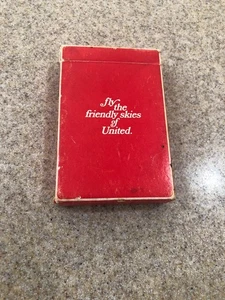 fly
the
friendly skies
of
United.